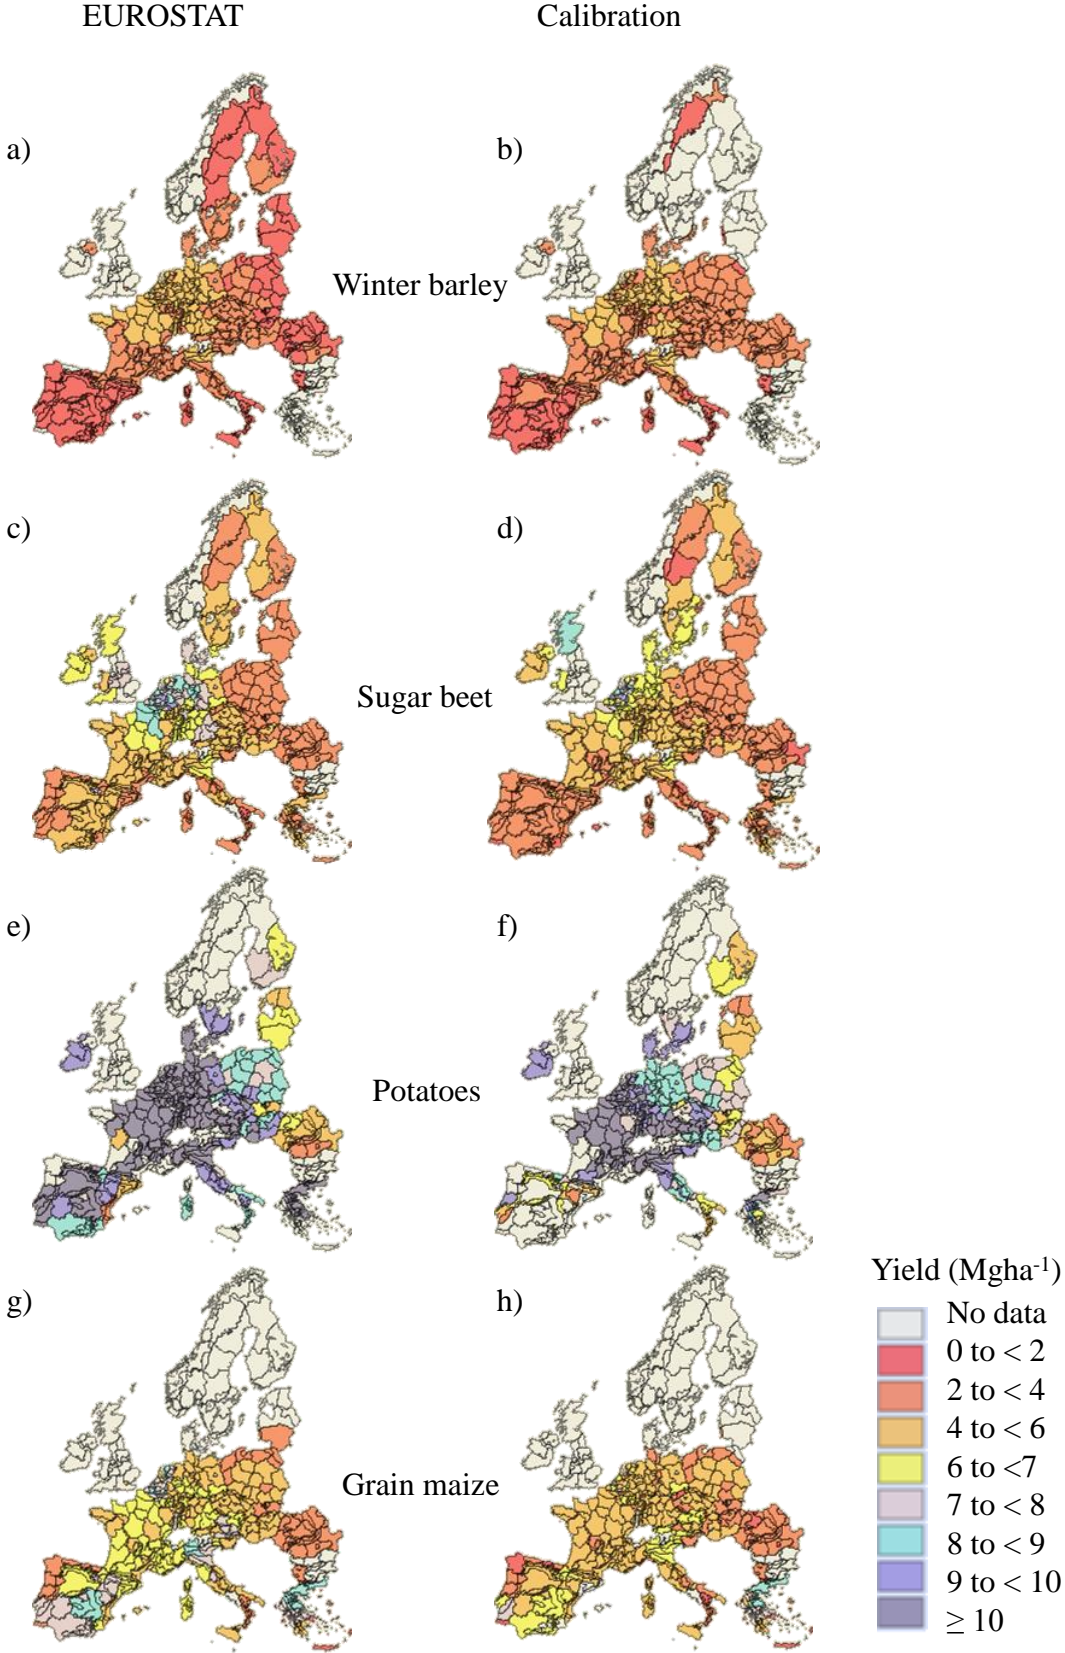 EUROSTAT Calibration
a) b)
Winter barley
c) d)
Sugar beet
e) f)
Potatoes
g) h)
Grain maize
Yield (Mgha-1)
No data
0 to < 2
2 to < 4
4 to < 6
6 to <7
7 to < 8
8 to < 9
9 to < 10
≥ 10